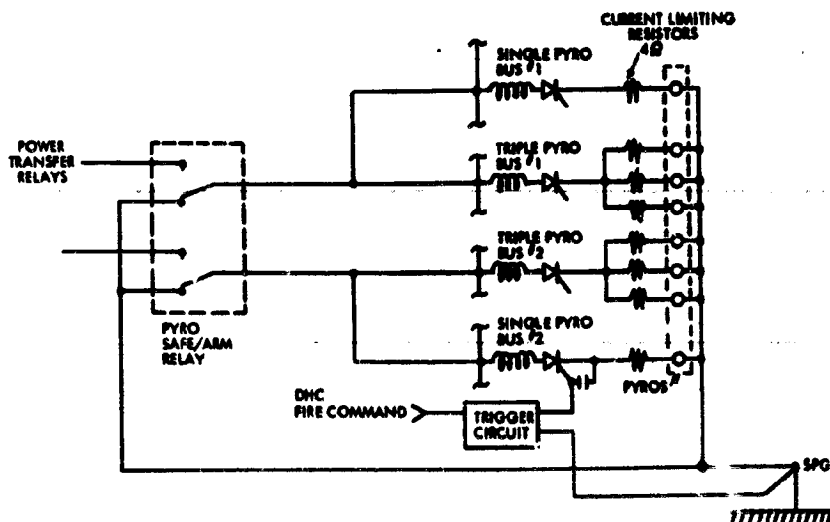 CURRENT LIMITING
RESISTORS
4Ω
SINGLE PYRO
BUS #1
POWER
TRANSFER
RELAYS
TRIPLE PYRO
BUS #1
TRIPLE PYRO
BUS #2
PYRO
SAFE/ARM
RELAY
SINGLE PYRO
BUS #2
PYROS
DHC
FIRE COMMAND
TRIGGER
CIRCUIT
SPG